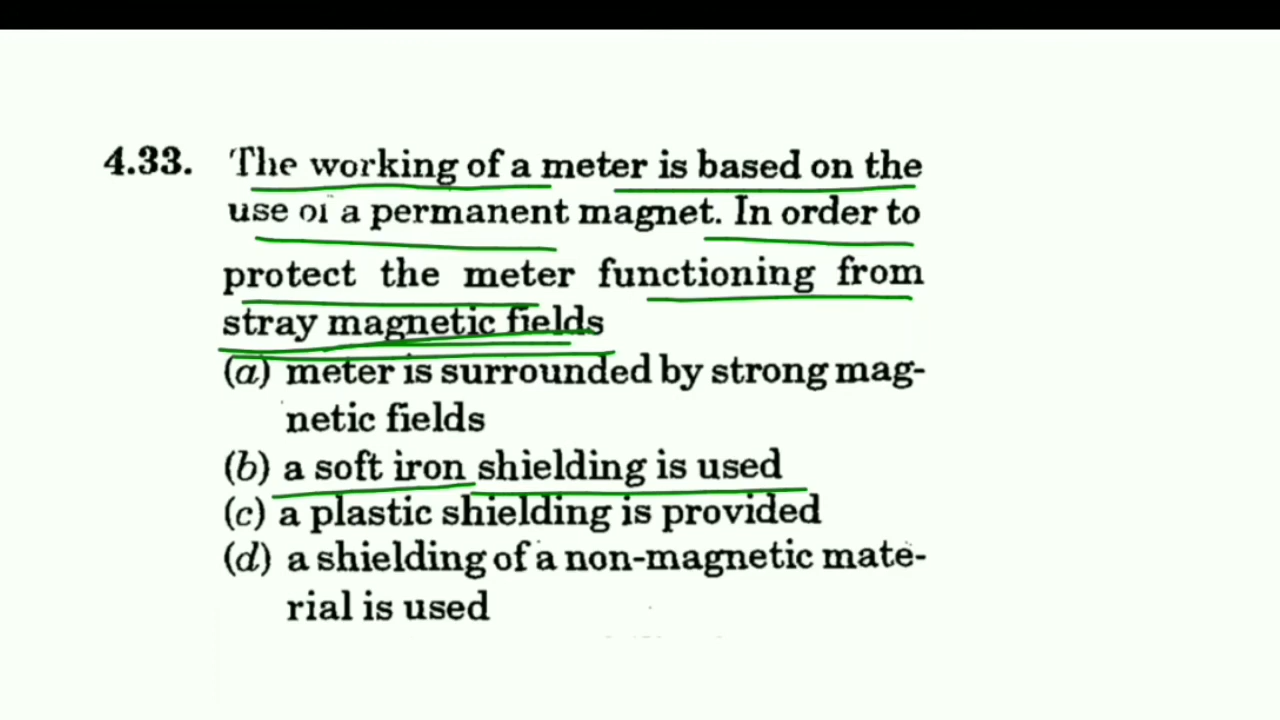 4.33. The working of a meter is based on the
use of a permanent magnet. In order to
protect the meter functioning from
stray magnetic fields
(a) meter is surrounded by strong mag-
netic fields
(b) a soft iron shielding is used
(c) a plastic shielding is provided
(d) a shielding of a non-magnetic mate-
rial is used